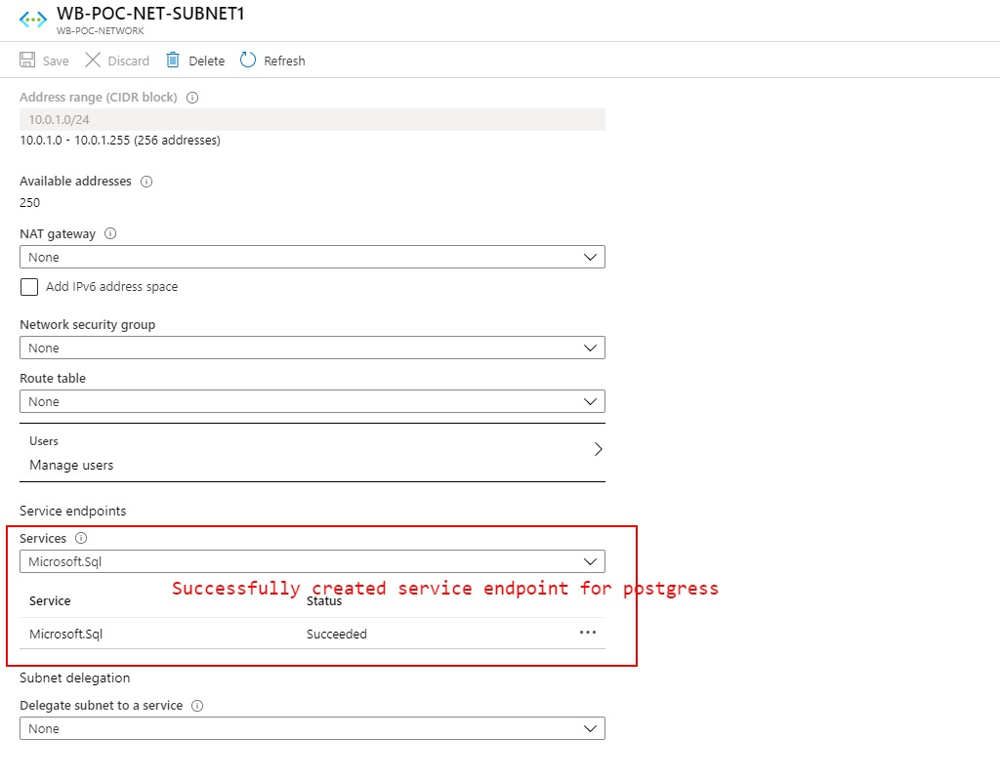 WB-POC-NET-SUBNET1
WB-POC-NETWORK
Save Discard Delete Refresh
Address range (CIDR block)
10.0.1.0/24
10.0.1.0 - 10.0.1.255 (256 addresses)
Available addresses
250
NAT gateway
None
Add IPv6 address space
Network security group
None
Route table
None
Users
Manage users
Service endpoints
Services
Microsoft.Sql
Successfully created service endpoint for postgress
Service Status
Microsoft.Sql Succeeded
Subnet delegation
Delegate subnet to a service
None